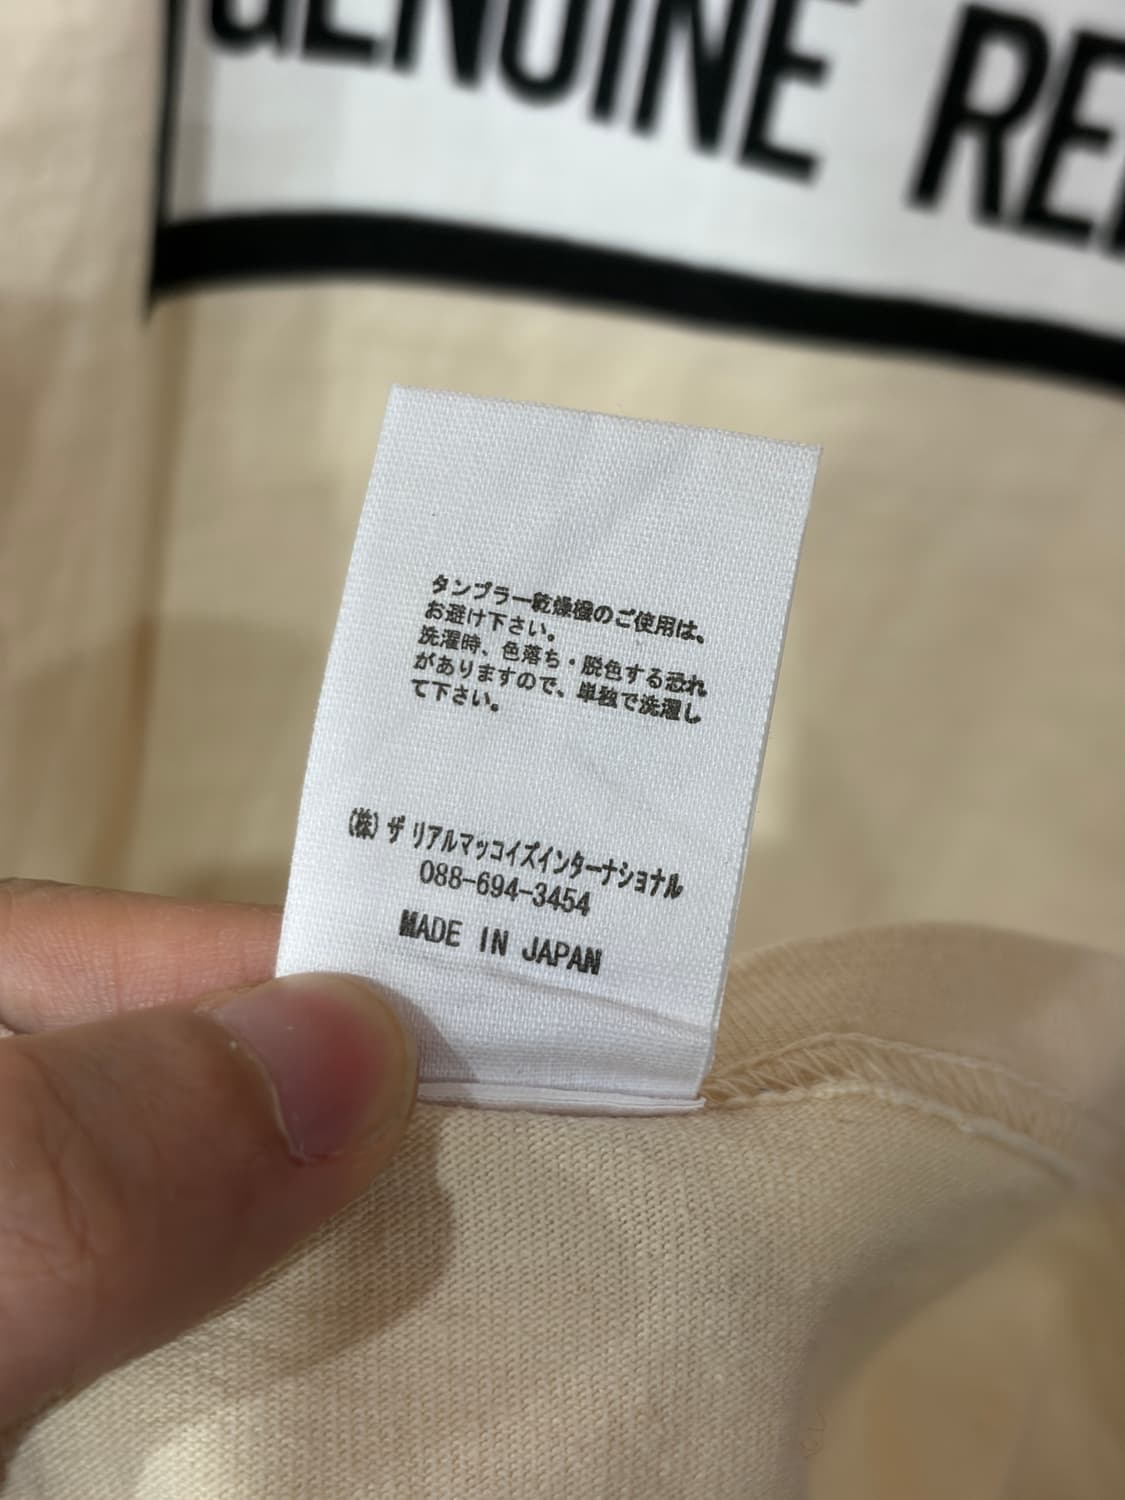 GENUINE RE
タンブラー乾燥機のご使用は、
お避け下さい。
洗濯時、色落ち・脱色する恐れ
がありますので、単独で洗濯し
て下さい。
(株) ザ リアルマッコイズインターナショナル
088-694-3454
MADE IN JAPAN